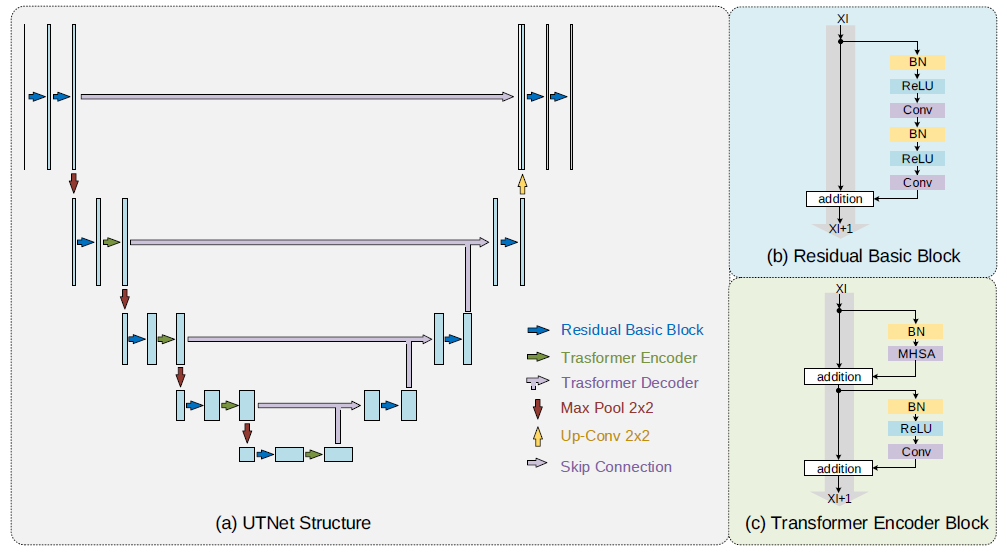 Residual Basic Block
Trasformer Encoder
Trasformer Decoder
Max Pool 2x2
Up-Conv 2x2
Skip Connection
(a) UTNet Structure
XI
BN
ReLU
Conv
BN
ReLU
Conv
addition
XI+1
(b) Residual Basic Block
XI
BN
MHSA
addition
BN
ReLU
Conv
addition
XI+1
(c) Transformer Encoder Block